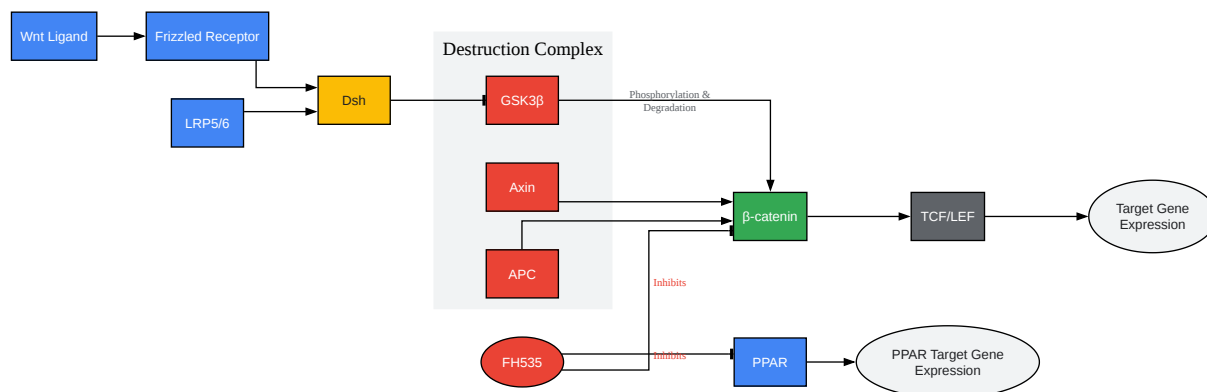 Wnt Ligand
Frizzled Receptor
LRP5/6
Dsh
Destruction Complex
GSK3β
Axin
APC
Phosphorylation &
Degradation
β-catenin
TCF/LEF
Target Gene
Expression
Inhibits
FH535
Inhibits
PPAR
PPAR Target Gene
Expression